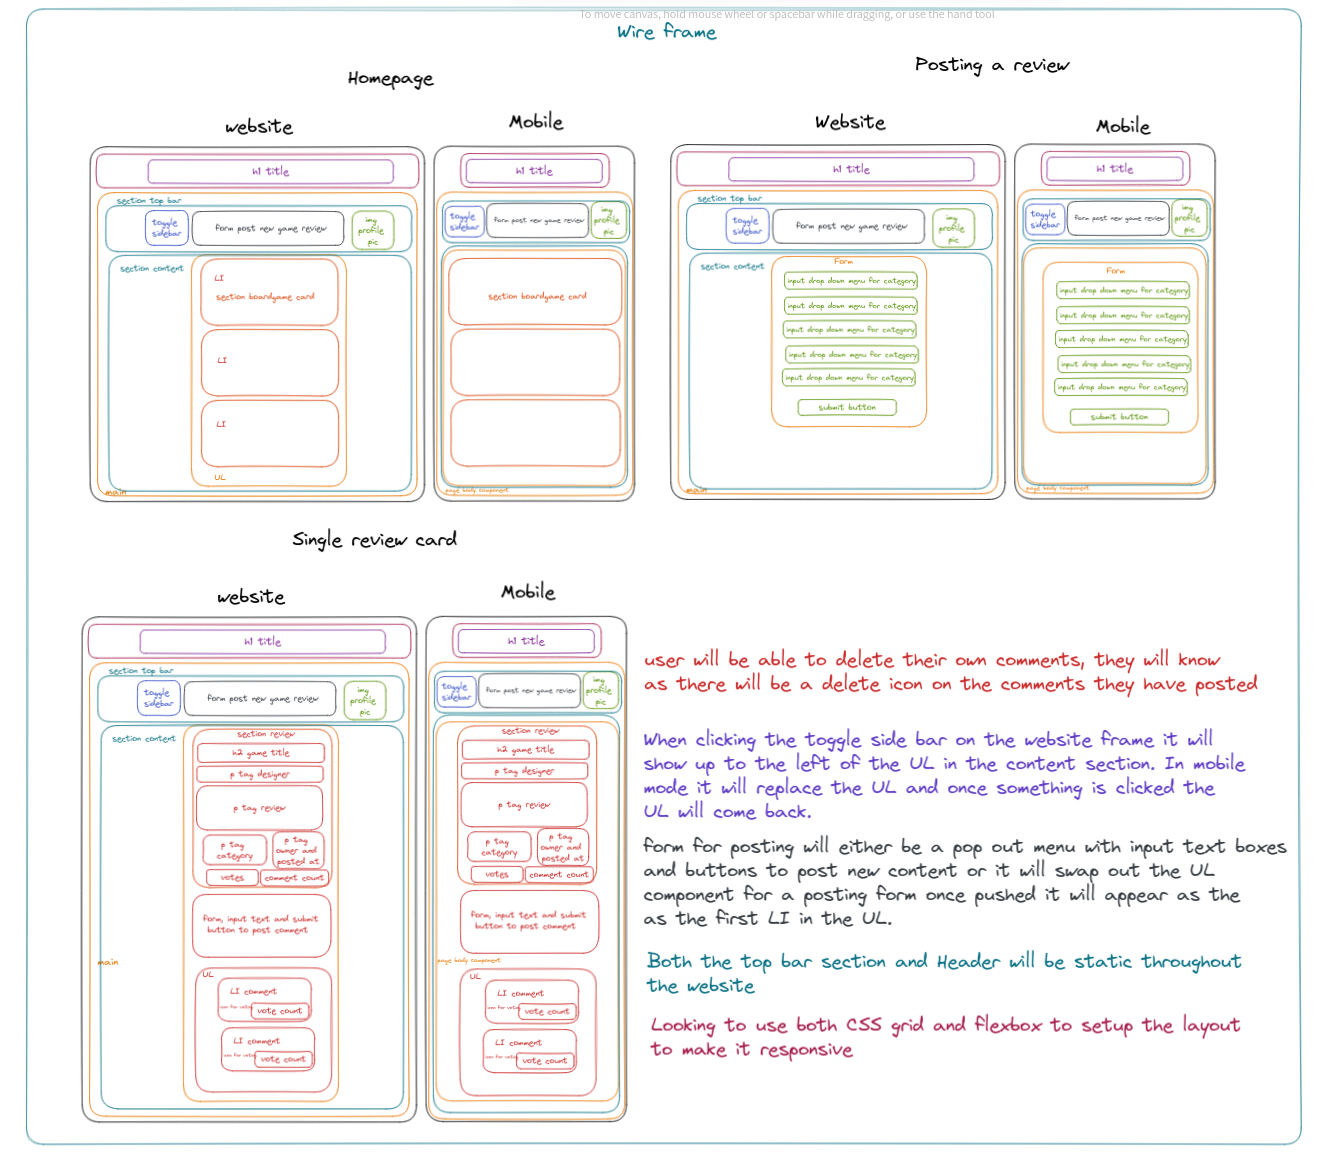 To move canvas, hold mouse wheel or spacebar while dragging, or use the hand tool
Wire frame
Homepage
website
Mobile
h1 title
section top bar
toggle
sidebar
form post new game review
img
profile
pic
section content
LI
section boardgame card
LI
LI
UL
main
h1 title
toggle
sidebar
form post new game review
img
profile
pic
section boardgame card
page body component
Posting a review
Website
Mobile
h1 title
section top bar
toggle
sidebar
form post new game review
img
profile
pic
section content
Form
input drop down menu for category
input drop down menu for category
input drop down menu for category
input drop down menu for category
input drop down menu for category
submit button
main
h1 title
toggle
sidebar
form post new game review
img
profile
pic
Form
input drop down menu for category
input drop down menu for category
input drop down menu for category
input drop down menu for category
input drop down menu for category
submit button
page body component
Single review card
website
Mobile
h1 title
section top bar
toggle
sidebar
form post new game review
img
profile
pic
section content
section review
h2 game title
p tag designer
p tag review
p tag
category
p tag
owner and
posted at
votes
comment count
form, input text and submit
button to post comment
main
UL
LI comment
vote count
LI comment
vote count
h1 title
toggle
sidebar
form post new game review
img
profile
pic
section review
h2 game title
p tag designer
p tag review
p tag
category
p tag
owner and
posted at
votes
comment count
form, input text and submit
button to post comment
page body component
UL
LI comment
vote count
LI comment
vote count
user will be able to delete their own comments, they will know
as there will be a delete icon on the comments they have posted
When clicking the toggle side bar on the website frame it will
show up to the left of the UL in the content section. In mobile
mode it will replace the UL and once something is clicked the
UL will come back.
form for posting will either be a pop out menu with input text boxes
and buttons to post new content or it will swap out the UL
component for a posting form once pushed it will appear as the
as the first LI in the UL.
Both the top bar section and Header will be static throughout
the website
Looking to use both CSS grid and flexbox to setup the layout
to make it responsive